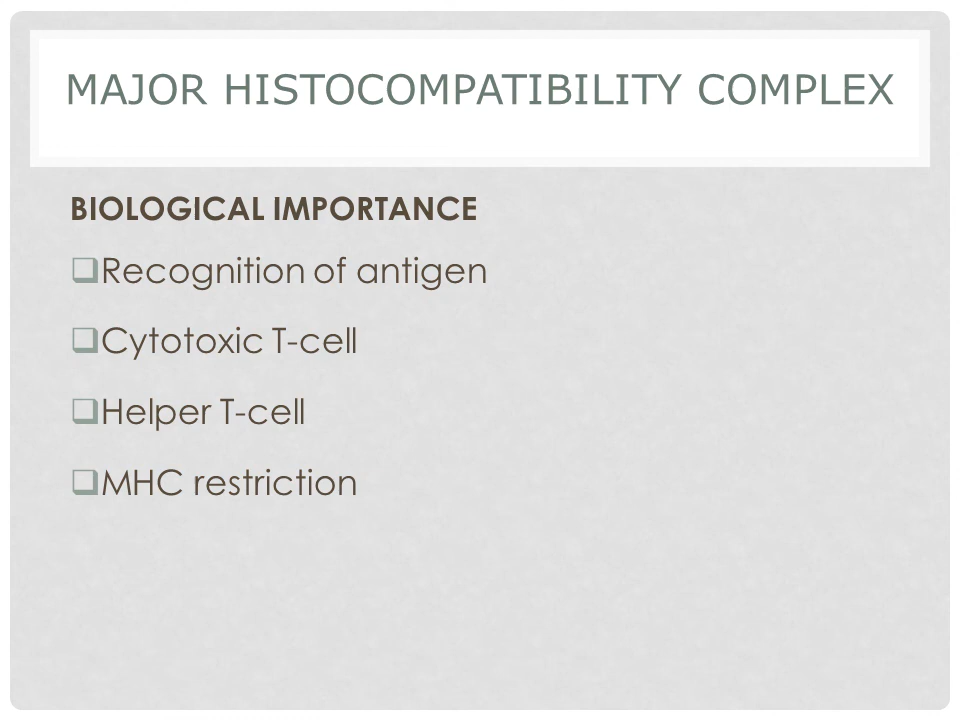 MAJOR HISTOCOMPATIBILITY COMPLEX
BIOLOGICAL IMPORTANCE
❑Recognition of antigen
❑Cytotoxic T-cell
❑Helper T-cell
❑MHC restriction